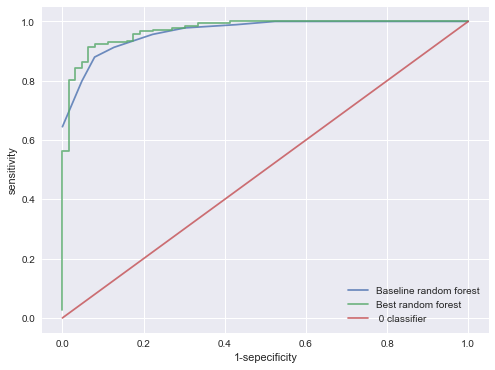 1.0
0.8
0.6
0.4
0.2
0.0
sensitivity
Baseline random forest
Best random forest
0 classifier
0.0 0.2 0.4 0.6 0.8 1.0
1-sepecificity